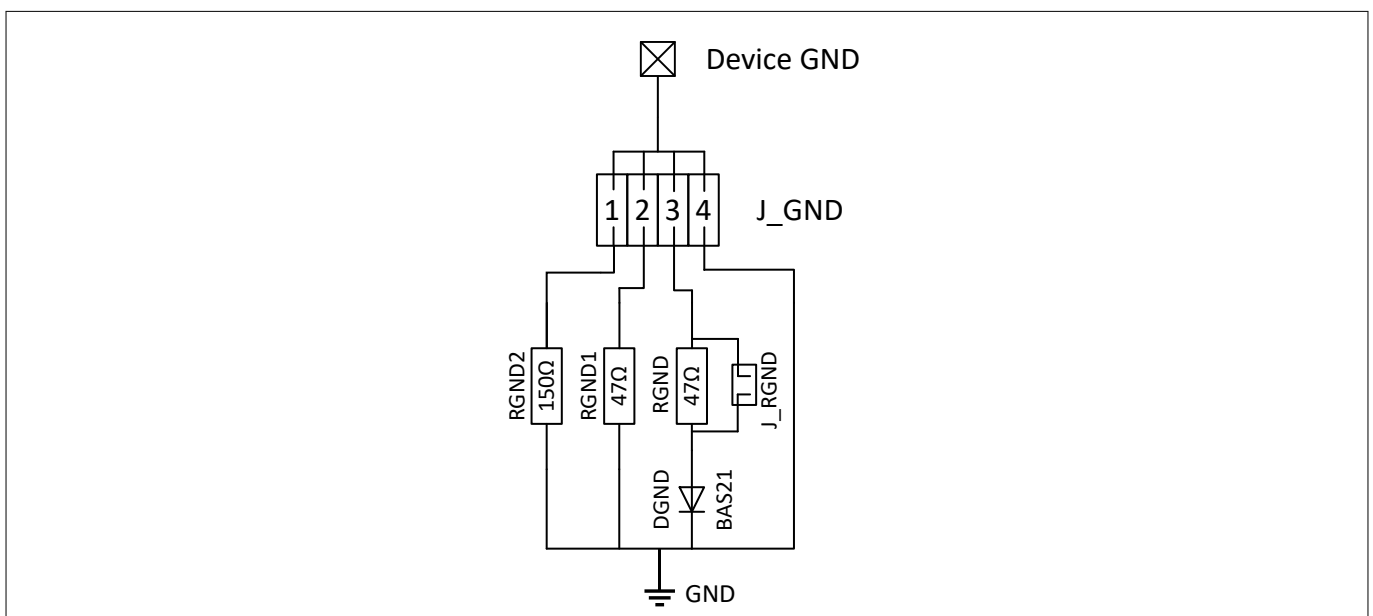 Device GND
1 2 3 4
J_GND
RGND2
150Ω
RGND1
47Ω
RGND
47Ω
J_RGND
DGND
BAS21
GND